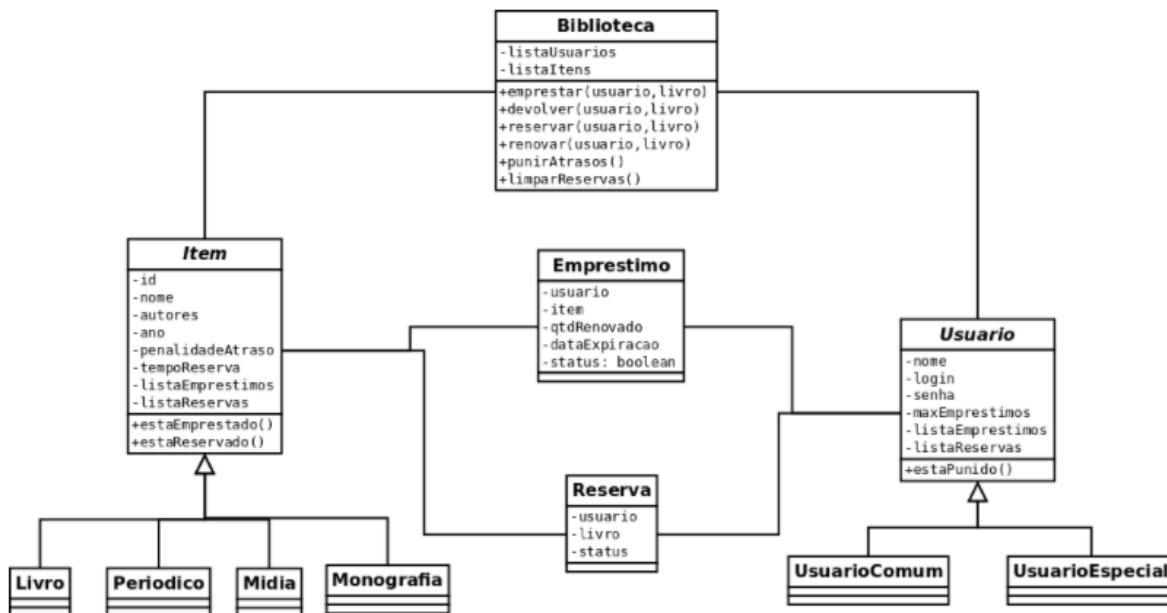 Biblioteca
-listaUsuarios
-listaItens
+emprestar(usuario,livro)
+devolver(usuario,livro)
+reservar(usuario,livro)
+renovar(usuario,livro)
+punirAtrasos()
+limparReservas()
Item
-id
-nome
-autores
-ano
-penalidadeAtraso
-tempoReserva
-listaEmprestimos
-listaReservas
+estaEmprestado()
+estaReservado()
Emprestimo
-usuario
-item
-qtdRenovado
-dataExpiracao
-status: boolean
Usuario
-nome
-login
-senha
-maxEmprestimos
-listaEmprestimos
-listaReservas
+estaPunido()
Reserva
-usuario
-livro
-status
Livro
Periodico
Midia
Monografia
UsuarioComum
UsuarioEspecial